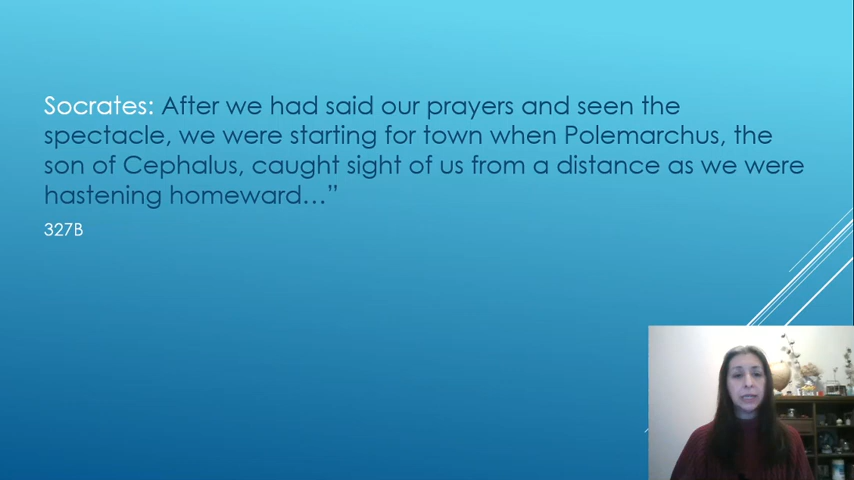 Socrates: After we had said our prayers and seen the
spectacle, we were starting for town when Polemarchus, the
son of Cephalus, caught sight of us from a distance as we were
hastening homeward…”
327B